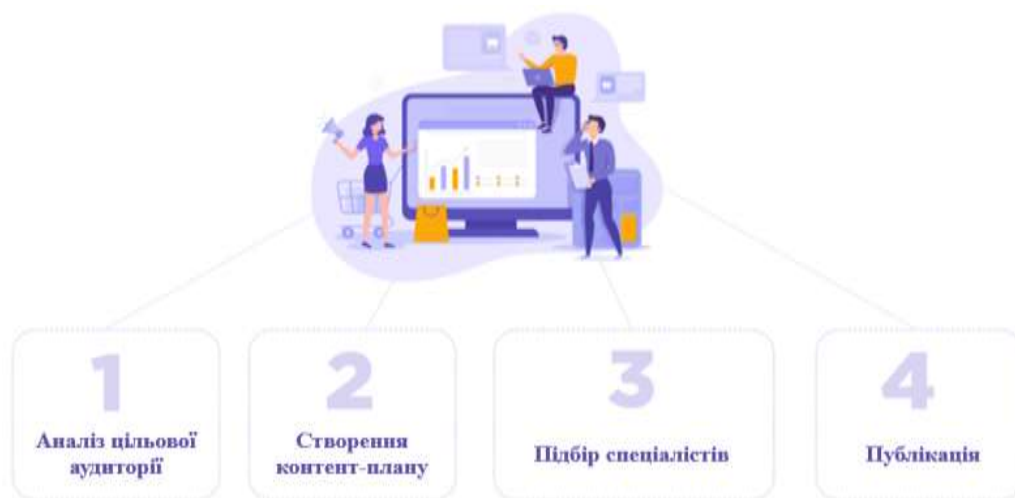 1
Аналіз цільової
аудиторії
2
Створення
контент-плану
3
Підбір спеціалістів
4
Публікація